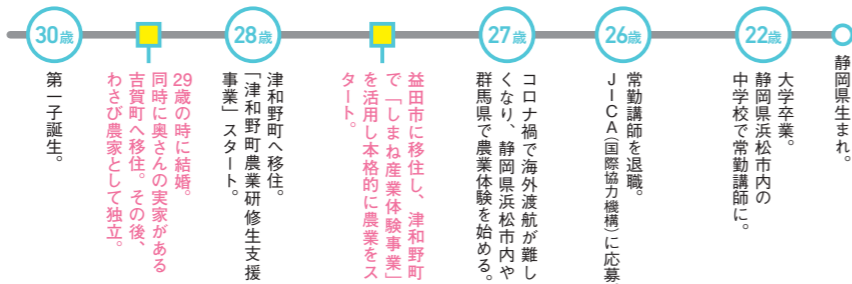 静岡県生まれ。
22歳
大学卒業。
静岡県浜松市内の
中学校で常勤講師に。
26歳
常勤講師を退職。
JICA（国際協力機構）に応募。
27歳
コロナ禍で海外渡航が難し
くなり、静岡県浜松市内や
群馬県で農業体験を始める。
益田市に移住し、津和野町
で「しまね産業体験事業」
を活用し本格的に農業をス
タート。
28歳
津和野町へ移住。
「津和野町農業研修生支援
事業」スタート。
29歳の時に結婚。
同時に奥さんの実家がある
吉賀町へ移住。その後、
わさび農家として独立。
30歳
第一子誕生。